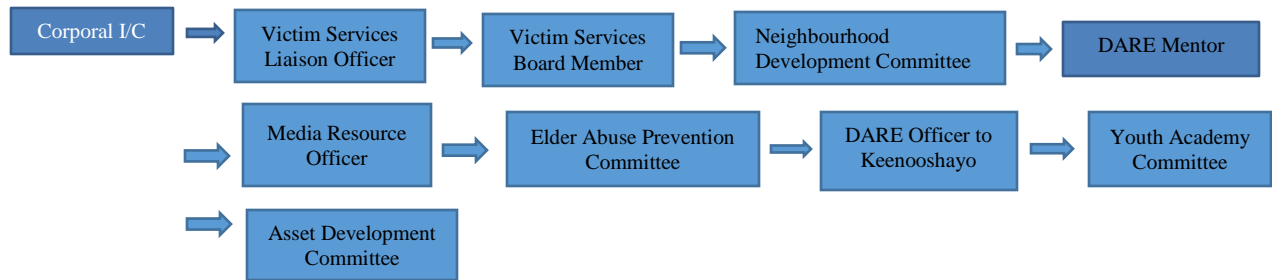 Corporal I/C
Victim Services
Liaison Officer
Victim Services
Board Member
Neighbourhood
Development Committee
DARE Mentor
Media Resource
Officer
Elder Abuse Prevention
Committee
DARE Officer to
Keenooshayo
Youth Academy
Committee
Asset Development
Committee